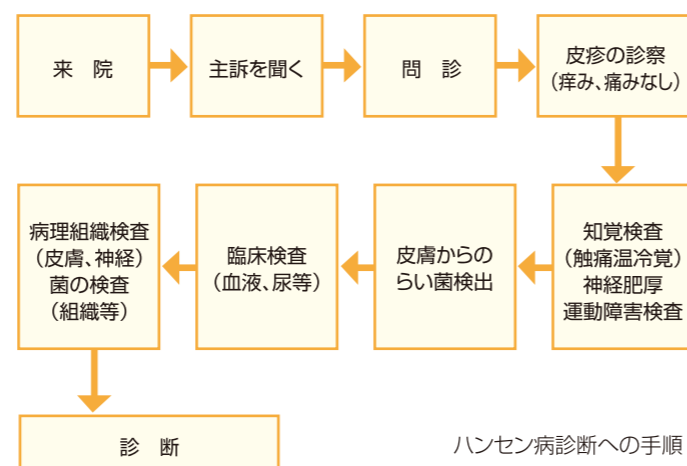 来 院
主訴を聞く
問 診
皮疹の診察
（痒み、痛みなし）
知覚検査
（触痛温冷覚）
神経肥厚
運動障害検査
皮膚からの
らい菌検出
臨床検査
（血液、尿等）
病理組織検査
（皮膚、神経）
菌の検査
（組織等）
診 断
ハンセン病診断への手順